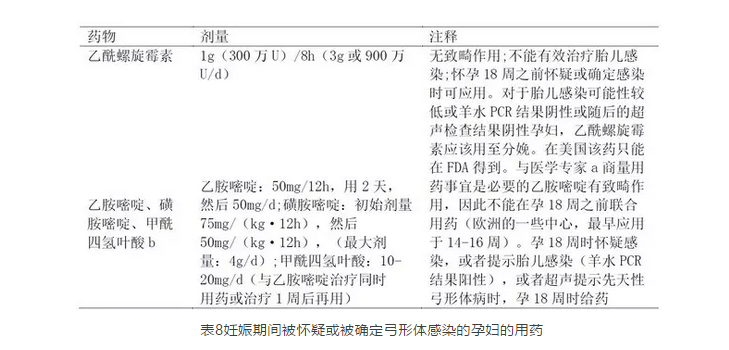 药物 剂量 注释
乙酰螺旋霉素 1g（300 万 U）/8h（3g 或 900 万 无致畸作用;不能有效治疗胎儿感
U/d） 染;怀孕 18 周之前怀疑或确定感染
时可应用。对于胎儿感染可能性较
低或羊水 PCR 结果阴性或随后的超
声检查结果阴性孕妇，乙酰螺旋霉
素应该用至分娩。在美国该药只能
在 FDA 得到。与医学专家 a 商量用
乙胺嘧啶：50mg/12h，用 2 天， 药事宜是必要的乙胺嘧啶有致畸作
乙胺嘧啶、磺 然后 50mg/d;磺胺嘧啶：初始剂量 用，因此不能在孕 18 周之前联合
胺嘧啶、甲酰 75mg/（kg·12h），然后 用药（欧洲的一些中心，最早应用
四氢叶酸 b 50mg/（kg·12h），（最大剂 于 14-16 周）。孕 18 周时怀疑感
量：4g/d）;甲酰四氢叶酸：10- 染，或者提示胎儿感染（羊水 PCR
20mg/d（与乙胺嘧啶治疗同时 结果阳性），或者超声提示先天性
用药或治疗 1 周后再用） 弓形体病时，孕 18 周时给药
表8妊娠期间被怀疑或被确定弓形体感染的孕妇的用药